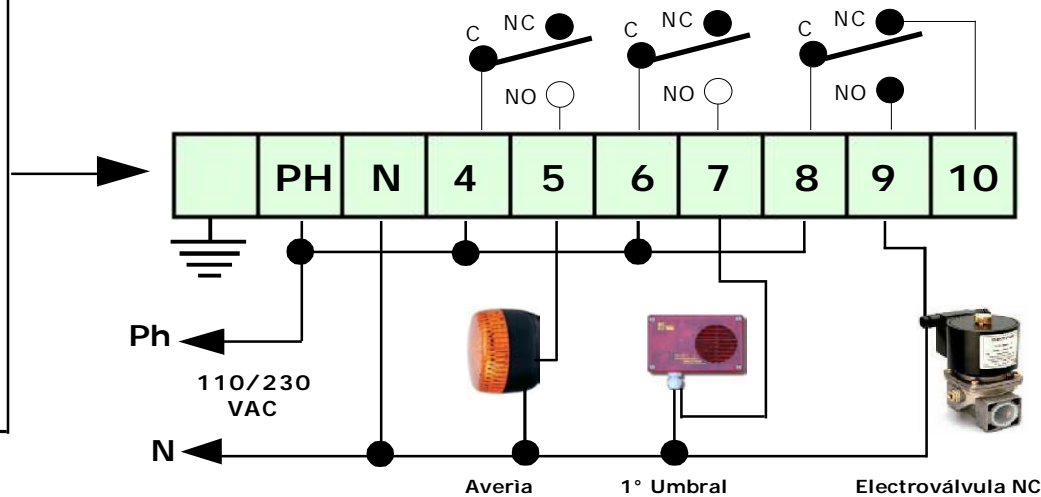 C NC C NC C NC
NO NO NO
PH N 4 5 6 7 8 9 10
Ph
110/230
VAC
N
Averìa 1° Umbral Electroválvula NC